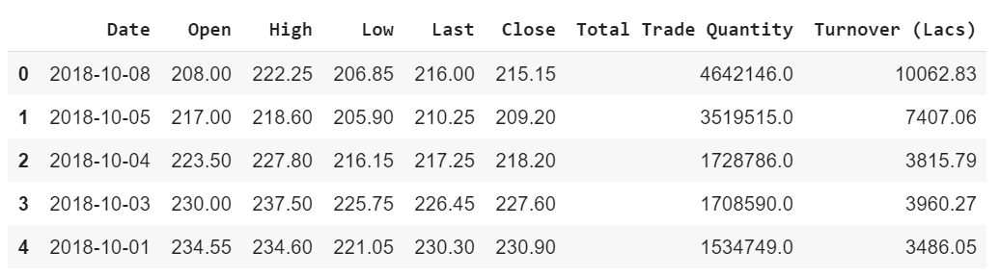 Date Open High Low Last Close Total Trade Quantity Turnover (Lacs)
0 2018-10-08 208.00 222.25 206.85 216.00 215.15 4642146.0 10062.83
1 2018-10-05 217.00 218.60 205.90 210.25 209.20 3519515.0 7407.06
2 2018-10-04 223.50 227.80 216.15 217.25 218.20 1728786.0 3815.79
3 2018-10-03 230.00 237.50 225.75 226.45 227.60 1708590.0 3960.27
4 2018-10-01 234.55 234.60 221.05 230.30 230.90 1534749.0 3486.05